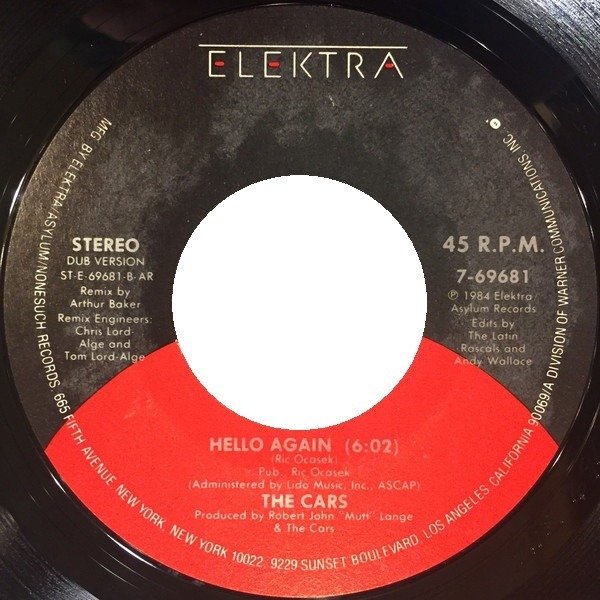 ELEKTRA
STEREO
DUB VERSION
ST-E-69681-B-AR
Remix by
Arthur Baker
Remix Engineers:
Chris Lord-
Alge and
Tom Lord-Alge
45 R.P.M.
7-69681
℗ 1984 Elektra/
Asylum Records
Edits by
The Latin
Rascals and
Andy Wallace
HELLO AGAIN (6:02)
(Ric Ocasek)
Pub. Ric Ocasek
(Administered by Lido Music, Inc., ASCAP)
THE CARS
Produced by Robert John "Mutt" Lange
& The Cars
MFG. BY ELEKTRA/ASYLUM/NONESUCH RECORDS, 665 FIFTH AVENUE, NEW YORK, NEW YORK 10022, 9229 SUNSET BOULEVARD, LOS ANGELES, CALIFORNIA 90069/A DIVISION OF WARNER COMMUNICATIONS, INC.